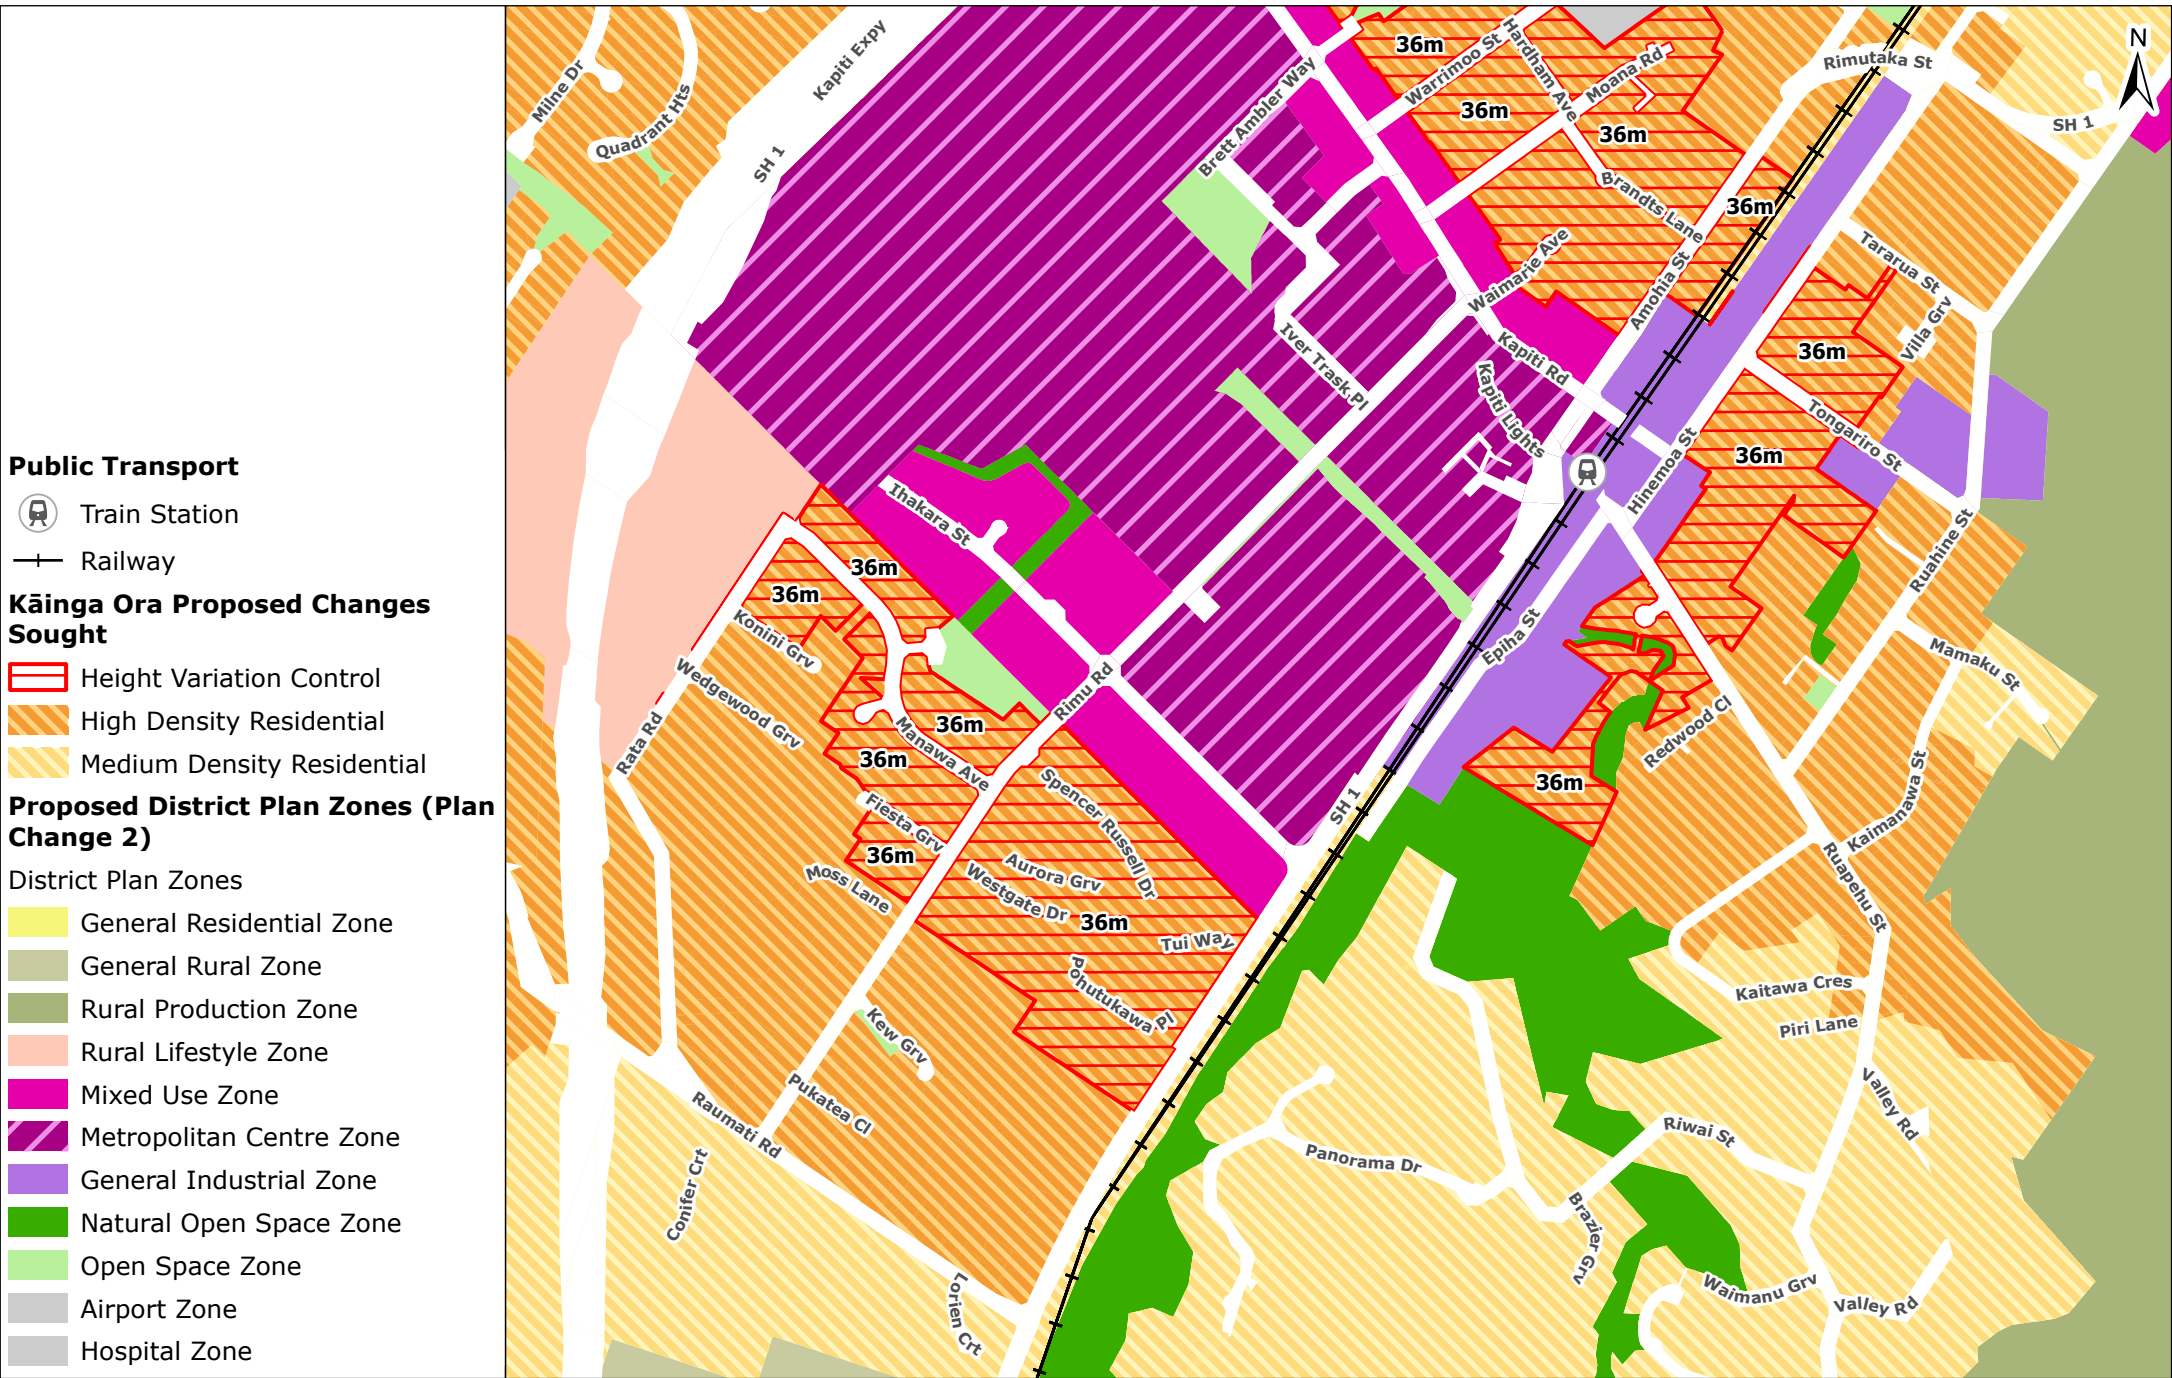 Public Transport
Train Station
Railway
Kāinga Ora Proposed Changes
Sought
Height Variation Control
High Density Residential
Medium Density Residential
Proposed District Plan Zones (Plan
Change 2)
District Plan Zones
General Residential Zone
General Rural Zone
Rural Production Zone
Rural Lifestyle Zone
Mixed Use Zone
Metropolitan Centre Zone
General Industrial Zone
Natural Open Space Zone
Open Space Zone
Airport Zone
Hospital Zone
N
Milne Dr
Quadrant Hts
Kapiti Expy
SH 1
Brett Ambler Way
36m
Warrimoo St
Hardham Ave
Moana Rd
36m
36m
Rimutaka St
SH 1
Brandts Lane
36m
Waimarie Ave
Amohia St
Tararua St
Villa Grv
36m
Iver Trask Pl
Kapiti Rd
Kapiti Lights
Tongariro St
36m
Hinemoa St
Ihakara St
36m
36m
Konini Grv
Wedgewood Grv
Rata Rd
Rimu Rd
Epiha St
Ruahine St
Mamaku St
Redwood Cl
36m
Manawa Ave
36m
36m
Fiesta Grv
36m
Moss Lane
Spencer Russell Dr
Aurora Grv
Westgate Dr
36m
Tui Way
Pohutukawa Pl
SH 1
Kaimanawa St
Ruapehu St
Kaitawa Cres
Piri Lane
Kew Grv
Pukatea Cl
Raumati Rd
Conifer Crt
Lorien Crt
Panorama Dr
Riwai St
Valley Rd
Brazier Grv
Waimanu Grv
Valley Rd